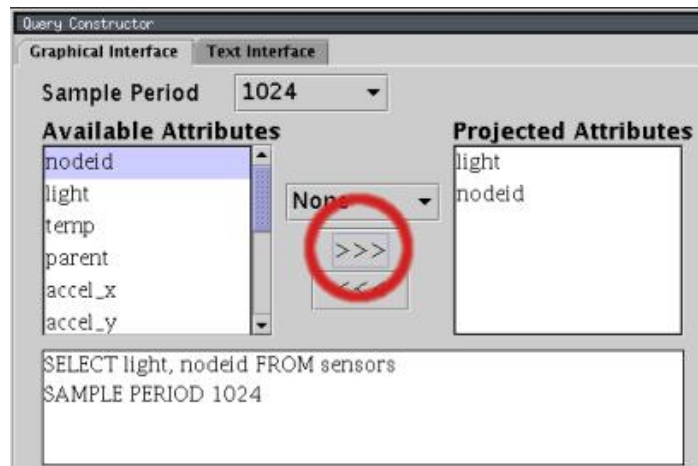 Query Constructor
Graphical Interface
Text Interface
Sample Period
1024
Available Attributes
Projected Attributes
nodeid
light
temp
parent
accel_x
accel_y
None
>>>
<<<
light
nodeid
SELECT light, nodeid FROM sensors
SAMPLE PERIOD 1024